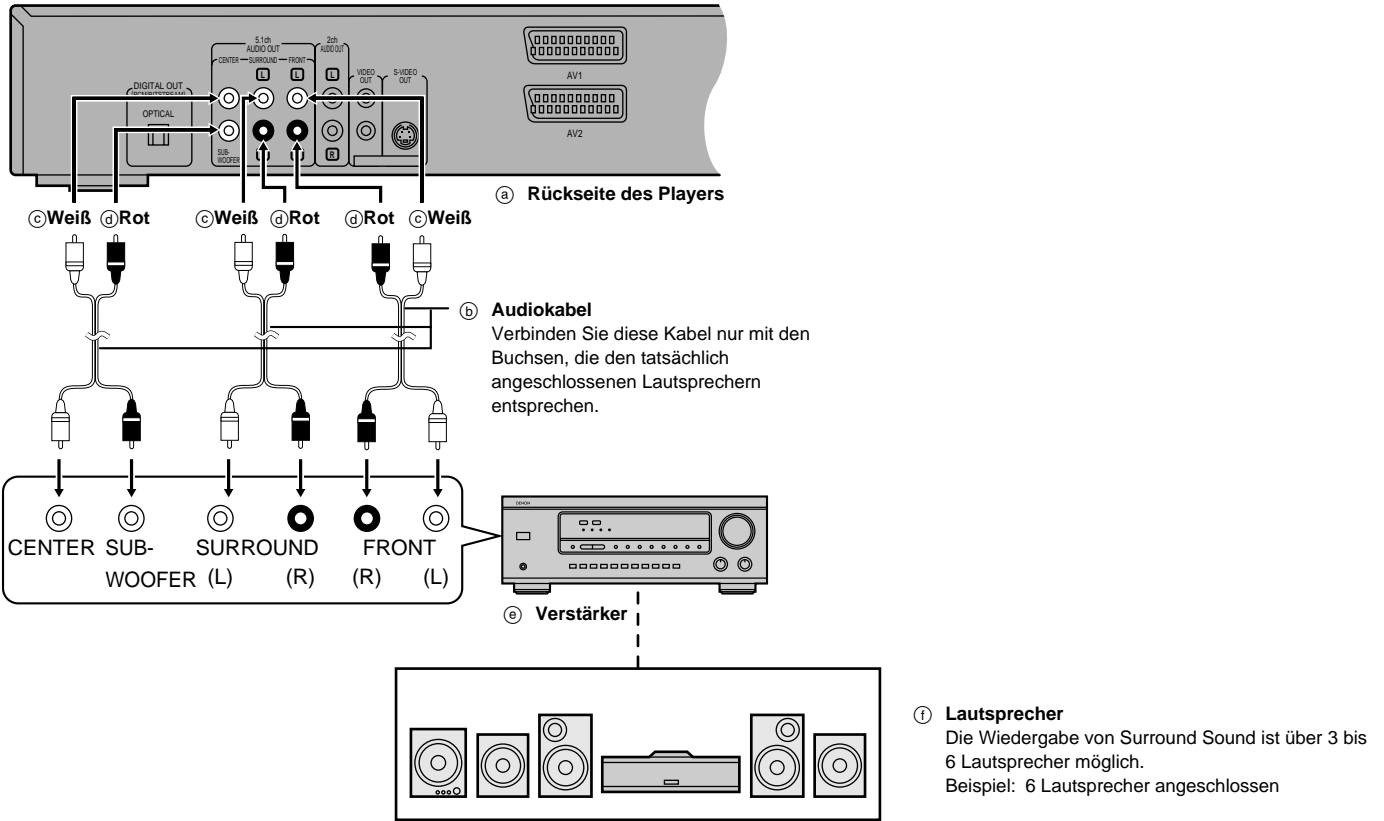 5.1ch
AUDIO OUT
2ch
AUDIO OUT
CENTER SURROUND FRONT
L L L
VIDEO
OUT
S-VIDEO
OUT
AV1
DIGITAL OUT
(PCM/BITSTREAM)
OPTICAL
AV2
SUB-
WOOFER
R
ⓐ Rückseite des Players
ⓒWeiß ⓓRot ⓒWeiß ⓓRot ⓓRot ⓒWeiß
ⓑ Audiokabel
Verbinden Sie diese Kabel nur mit den
Buchsen, die den tatsächlich
angeschlossenen Lautsprechern
entsprechen.
DENON
CENTER SUB- SURROUND FRONT
WOOFER (L) (R) (R) (L)
ⓔ Verstärker
ⓕ Lautsprecher
Die Wiedergabe von Surround Sound ist über 3 bis
6 Lautsprecher möglich.
Beispiel: 6 Lautsprecher angeschlossen